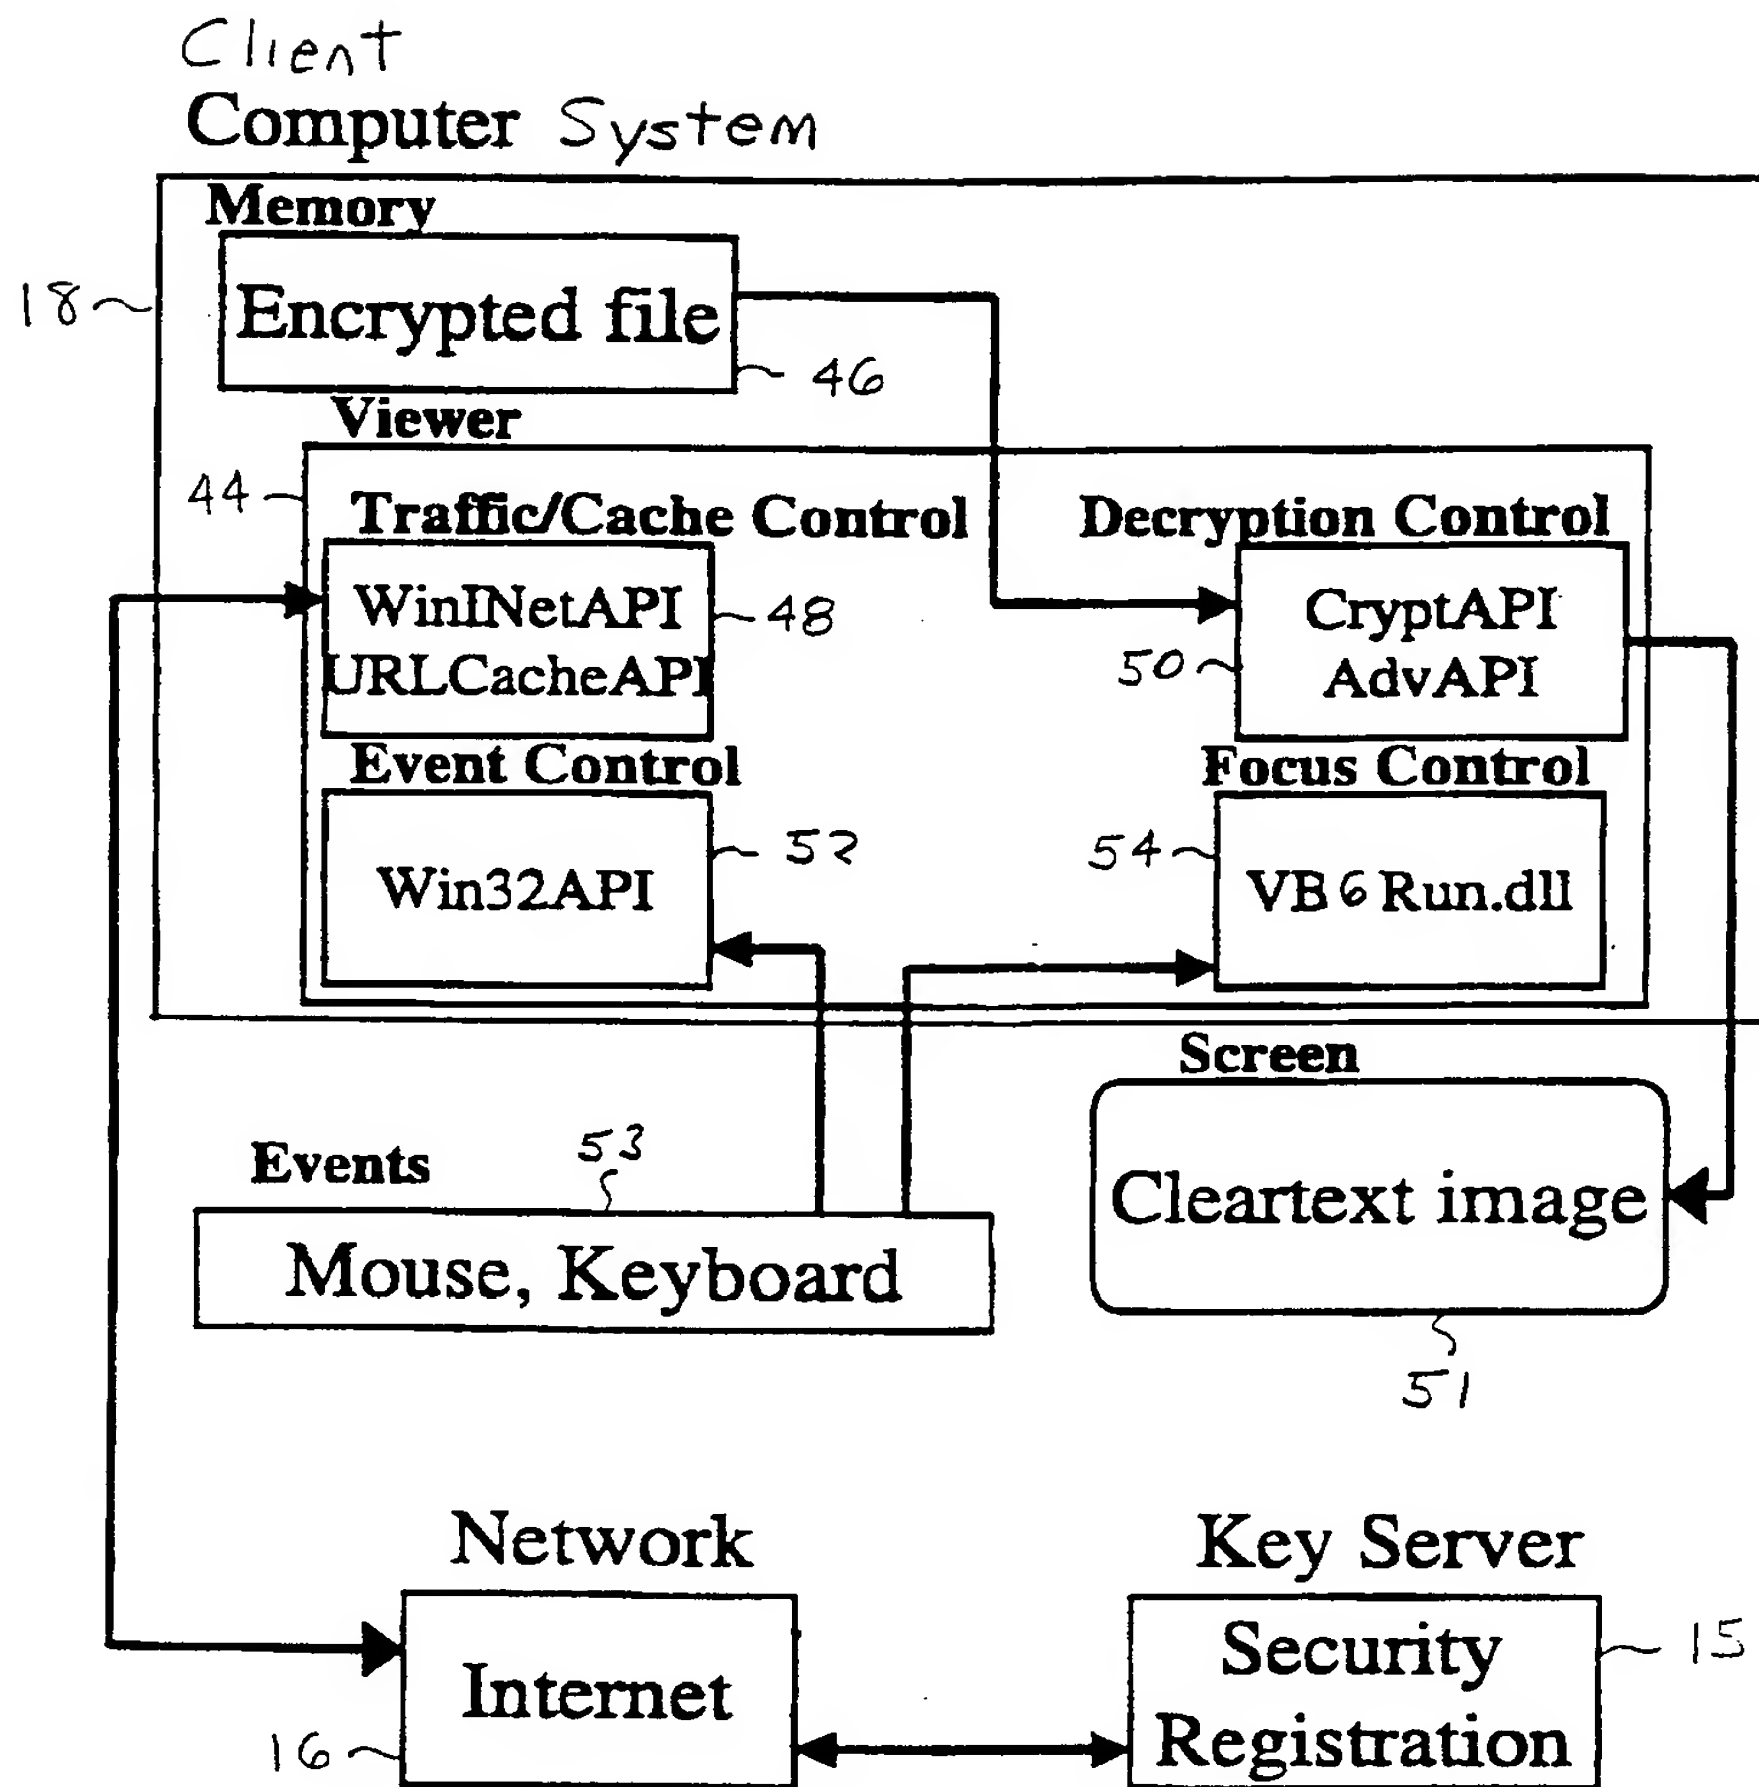 Client
Computer System
Memory
18
Encrypted file
46
Viewer
44
Traffic/Cache Control
Decryption Control
WinINetAPI
URLCacheAPI
48
CryptAPI
AdvAPI
50
Event Control
Focus Control
Win32API
52
54
VB 6 Run.dll
Screen
Events
53
Cleartext image
Mouse, Keyboard
51
Network
Key Server
Internet
16
Security
Registration
15